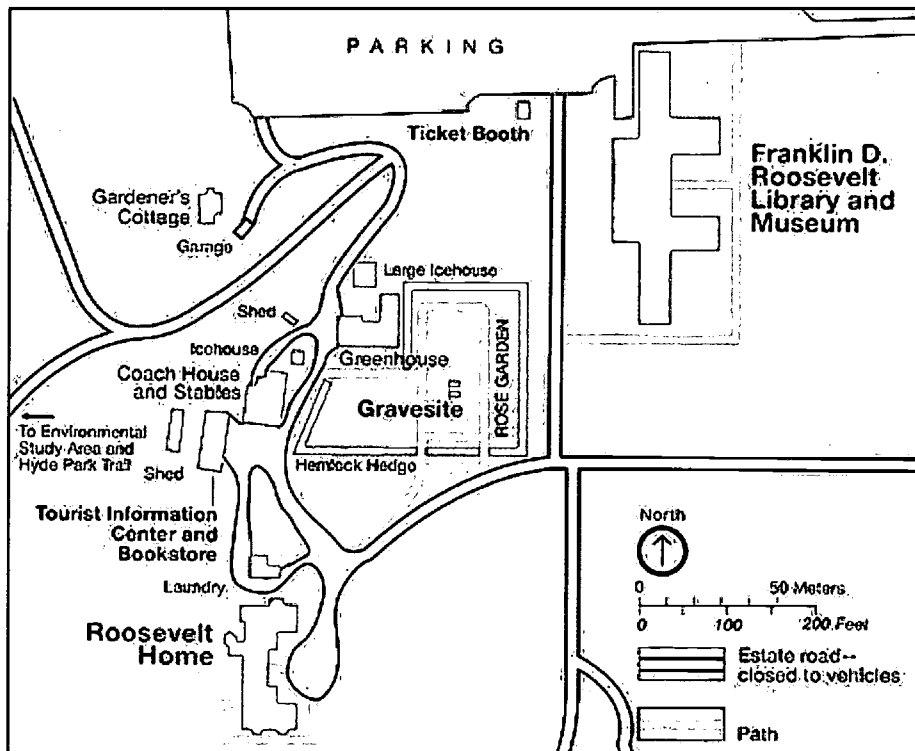 PARKING
Ticket Booth
Franklin D.
Roosevelt
Library and
Museum
Gardener's
Cottage
Garage
Large Icehouse
Shed
Icehouse
Greenhouse
Coach House
and Stables
ROSE GARDEN
Gravesite
To Environmental
Study Area and
Hyde Park Trail
Shed
Hemlock Hedge
Tourist Information
Center and
Bookstore
Laundry
Roosevelt
Home
North
0 50 Meters
0 100 200 Feet
Estate road--
closed to vehicles
Path